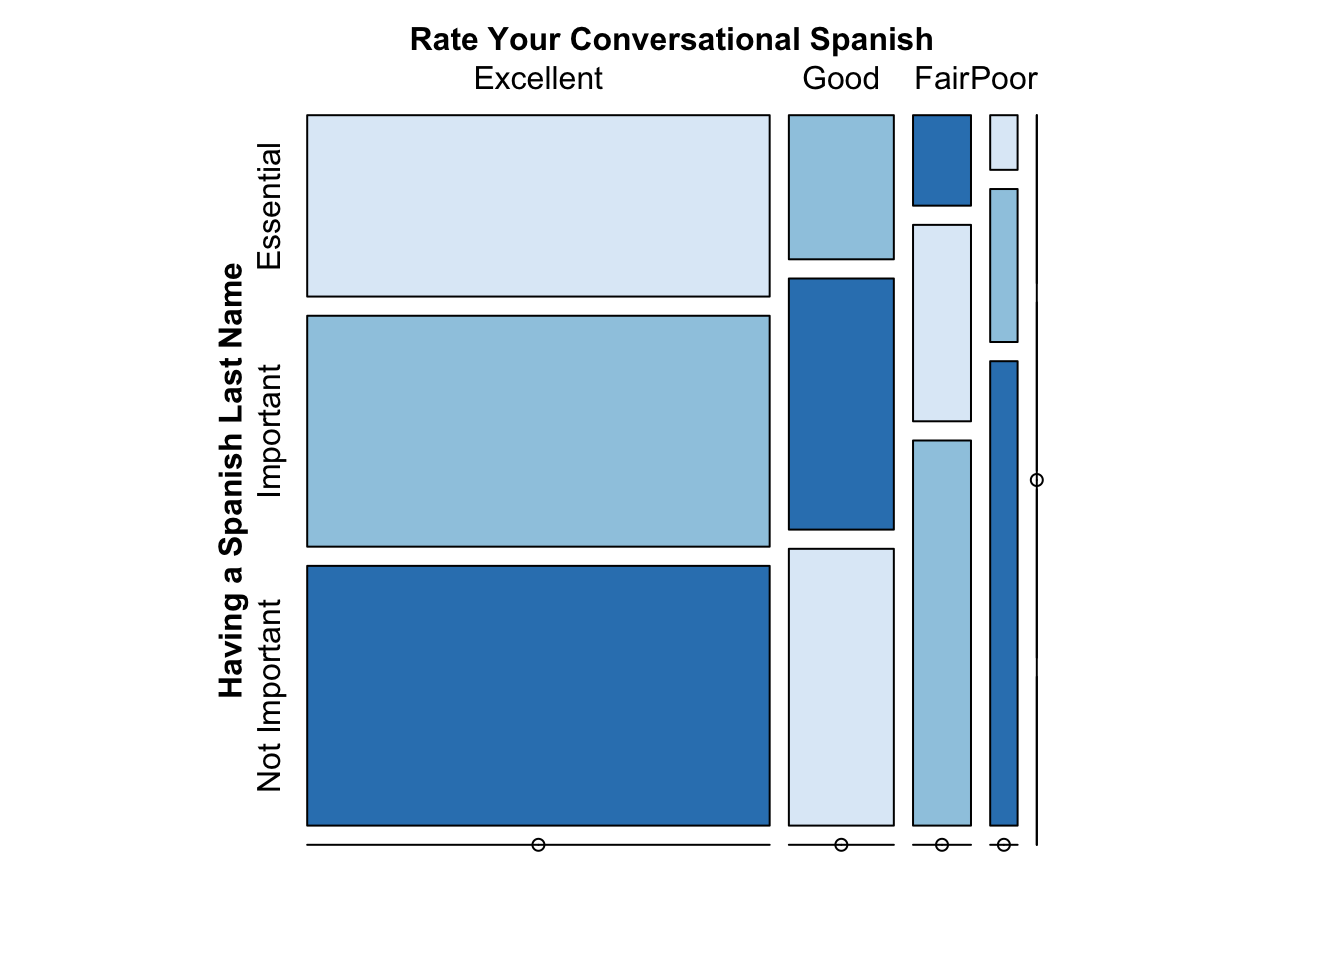 Rate Your Conversational Spanish
Excellent Good Fair Poor
Having a Spanish Last Name
Essential
Important
Not Important